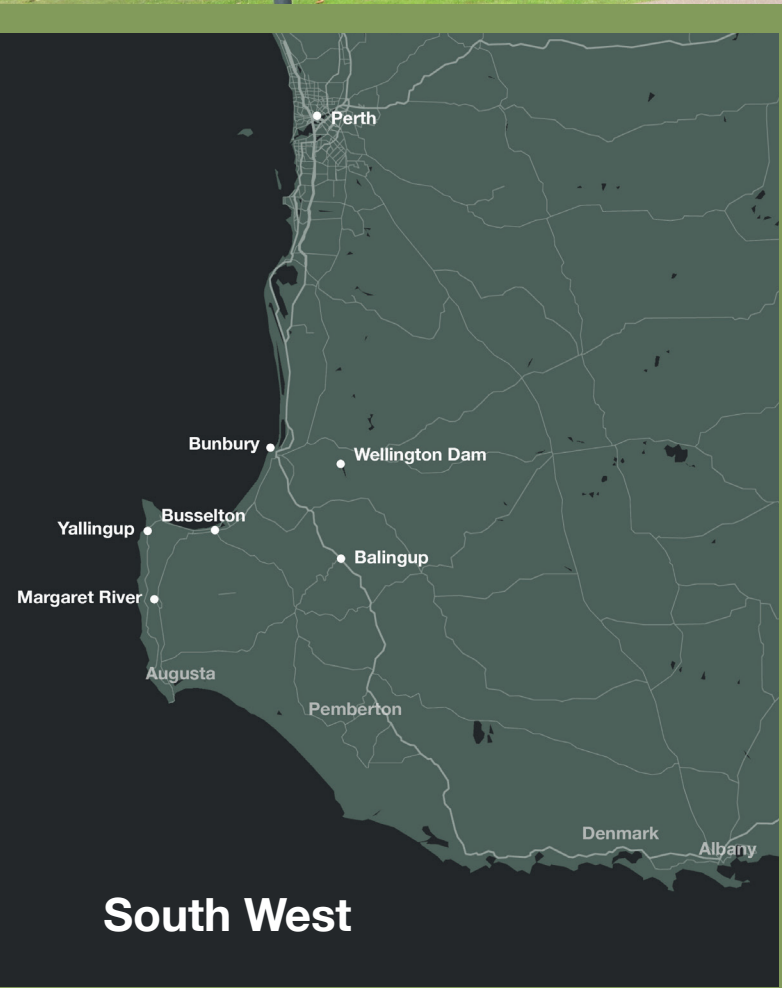 Perth
Bunbury
Wellington Dam
Busselton
Yallingup
Balingup
Margaret River
Augusta
Pemberton
Denmark
Albany
South West